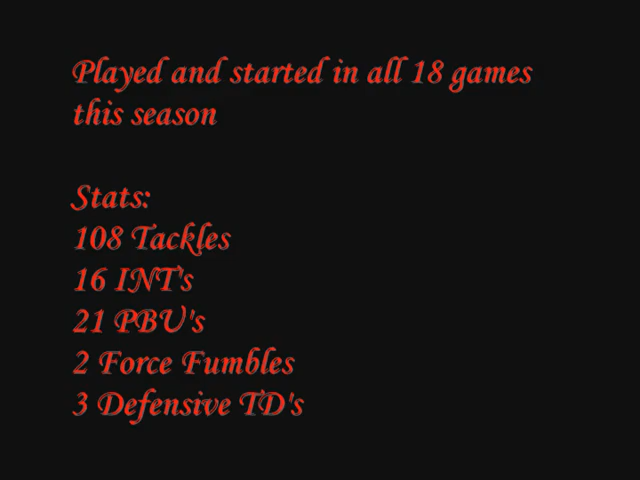 Played and started in all 18 games
this season
Stats:
108 Tackles
16 INT's
21 PBU's
2 Force Fumbles
3 Defensive TD's